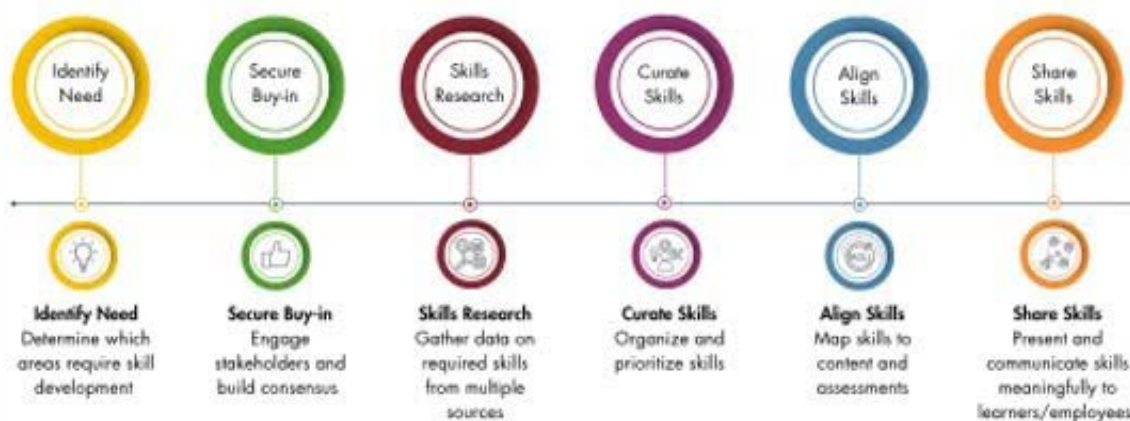 Identify
Need
Secure
Buy-in
Skills
Research
Curate
Skills
Align
Skills
Share
Skills
Identify Need
Determine which
areas require skill
development
Secure Buy-in
Engage
stakeholders and
build consensus
Skills Research
Gather data on
required skills
from multiple
sources
Curate Skills
Organize and
prioritize skills
Align Skills
Map skills to
content and
assessments
Share Skills
Present and
communicate skills
meaningfully to
learners/employees